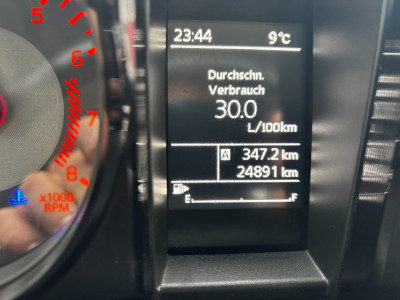 5
6
7
8
x1000
RPM
23:44 9°C
Durchschn.
Verbrauch
30.0
L/100km
A 347.2 km
24891 km
E F